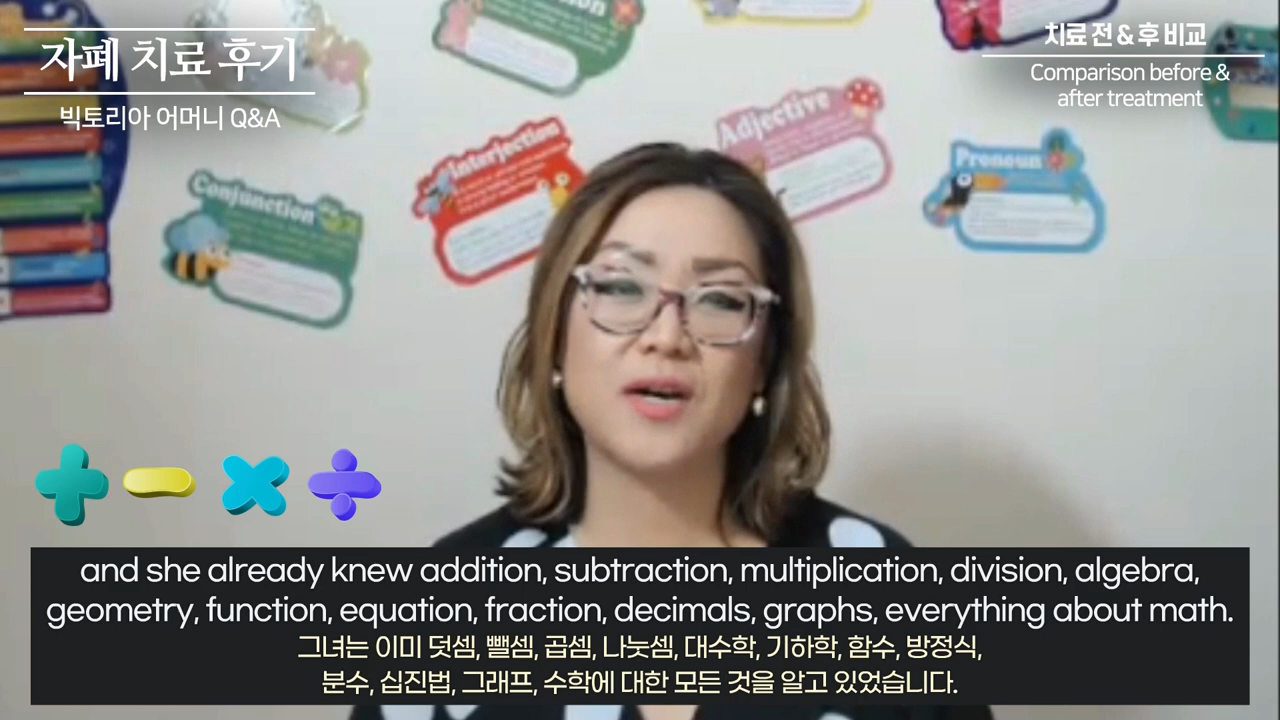 자폐 치료 후기
빅토리아 어머니 Q&A
치료 전 & 후 비교
Comparison before &
after treatment
Adjective
Interjection
Pronoun
Conjunction
and she already knew addition, subtraction, multiplication, division, algebra,
geometry, function, equation, fraction, decimals, graphs, everything about math.
그녀는 이미 덧셈, 뺄셈, 곱셈, 나눗셈, 대수학, 기하학, 함수, 방정식,
분수, 십진법, 그래프, 수학에 대한 모든 것을 알고 있었습니다.